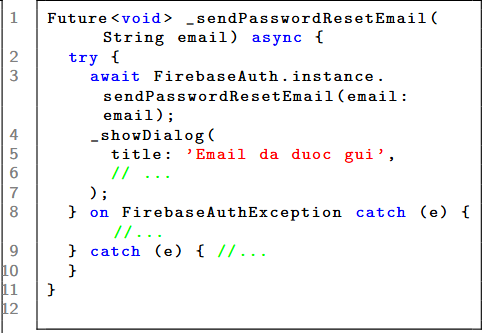 1 Future<void> _sendPasswordResetEmail(
String email) async {
2 try {
3 await FirebaseAuth.instance.
sendPasswordResetEmail(email:
email);
4 _showDialog(
5 title: 'Email da duoc gui',
6 // ...
7 );
8 } on FirebaseAuthException catch (e) {
//...
9 } catch (e) { //...
10 }
11 }
12